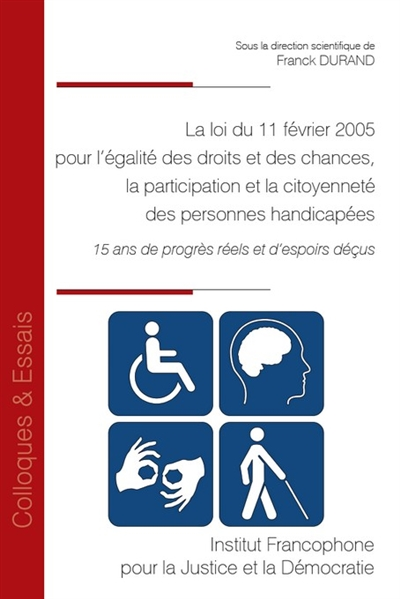 Sous la direction scientifique de
Franck DURAND
La loi du 11 février 2005
pour l'égalité des droits et des chances,
la participation et la citoyenneté
des personnes handicapées
15 ans de progrès réels et d'espoirs déçus
Colloques & Essais
Institut Francophone
pour la Justice et la Démocratie